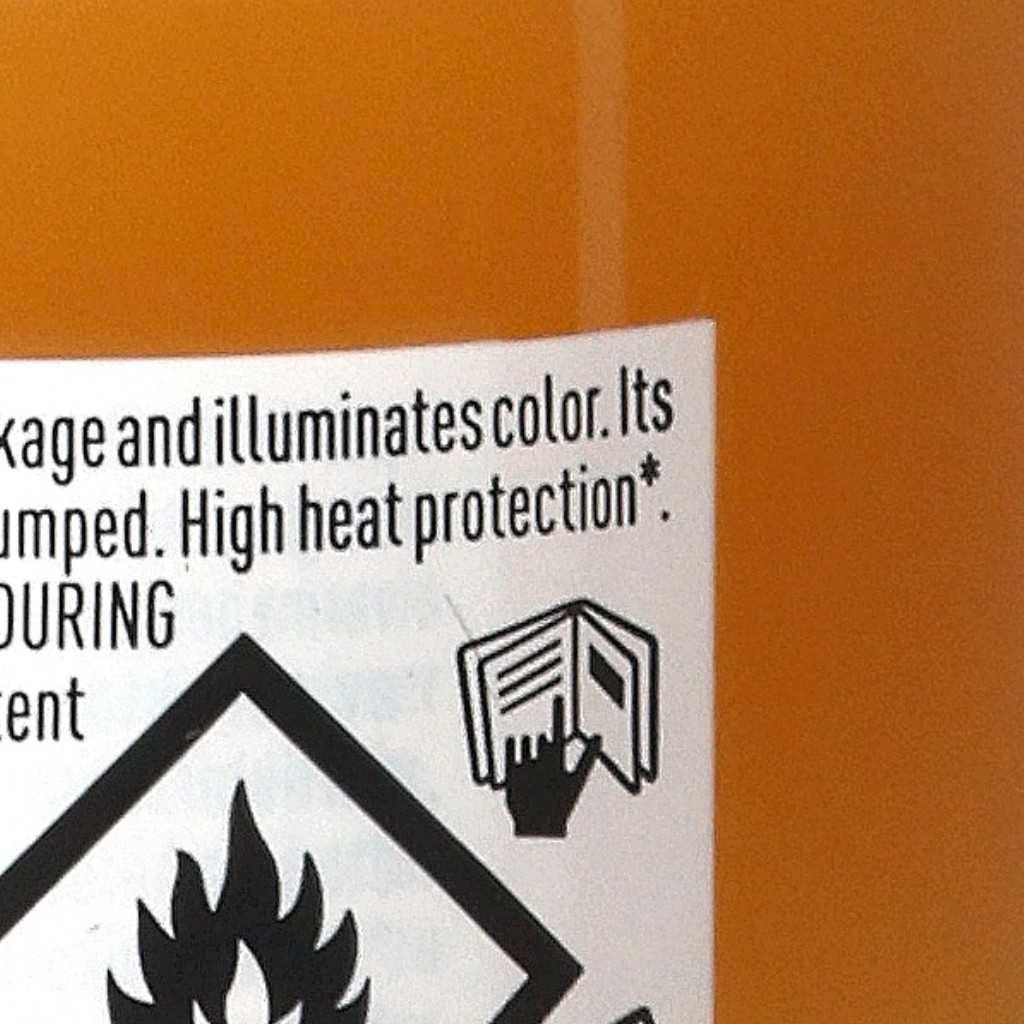 kage and illuminates color. Its
umped. High heat protection*.
DURING
tent